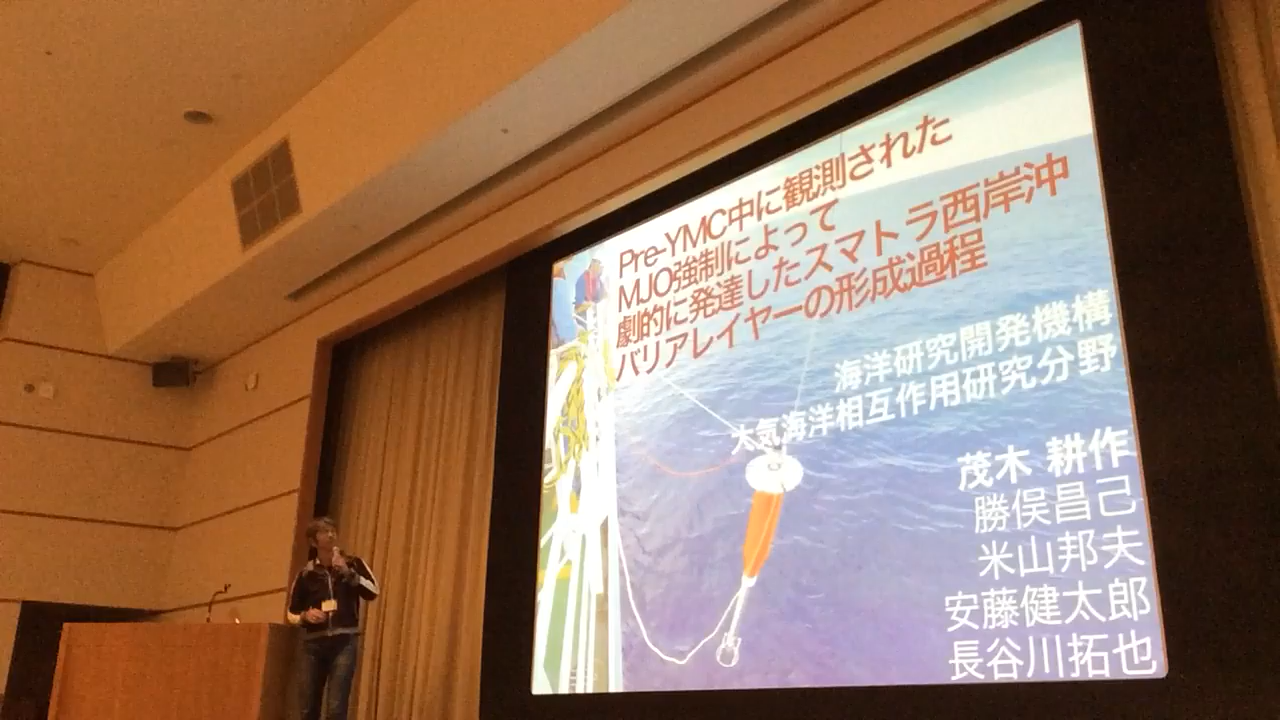 Pre-YMC中に観測された
MJO強制によって
劇的に発達したスマトラ西岸沖
バリアレイヤーの形成過程
海洋研究開発機構
大気海洋相互作用研究分野
茂木 耕作
勝俣昌己
米山邦夫
安藤健太郎
長谷川拓也